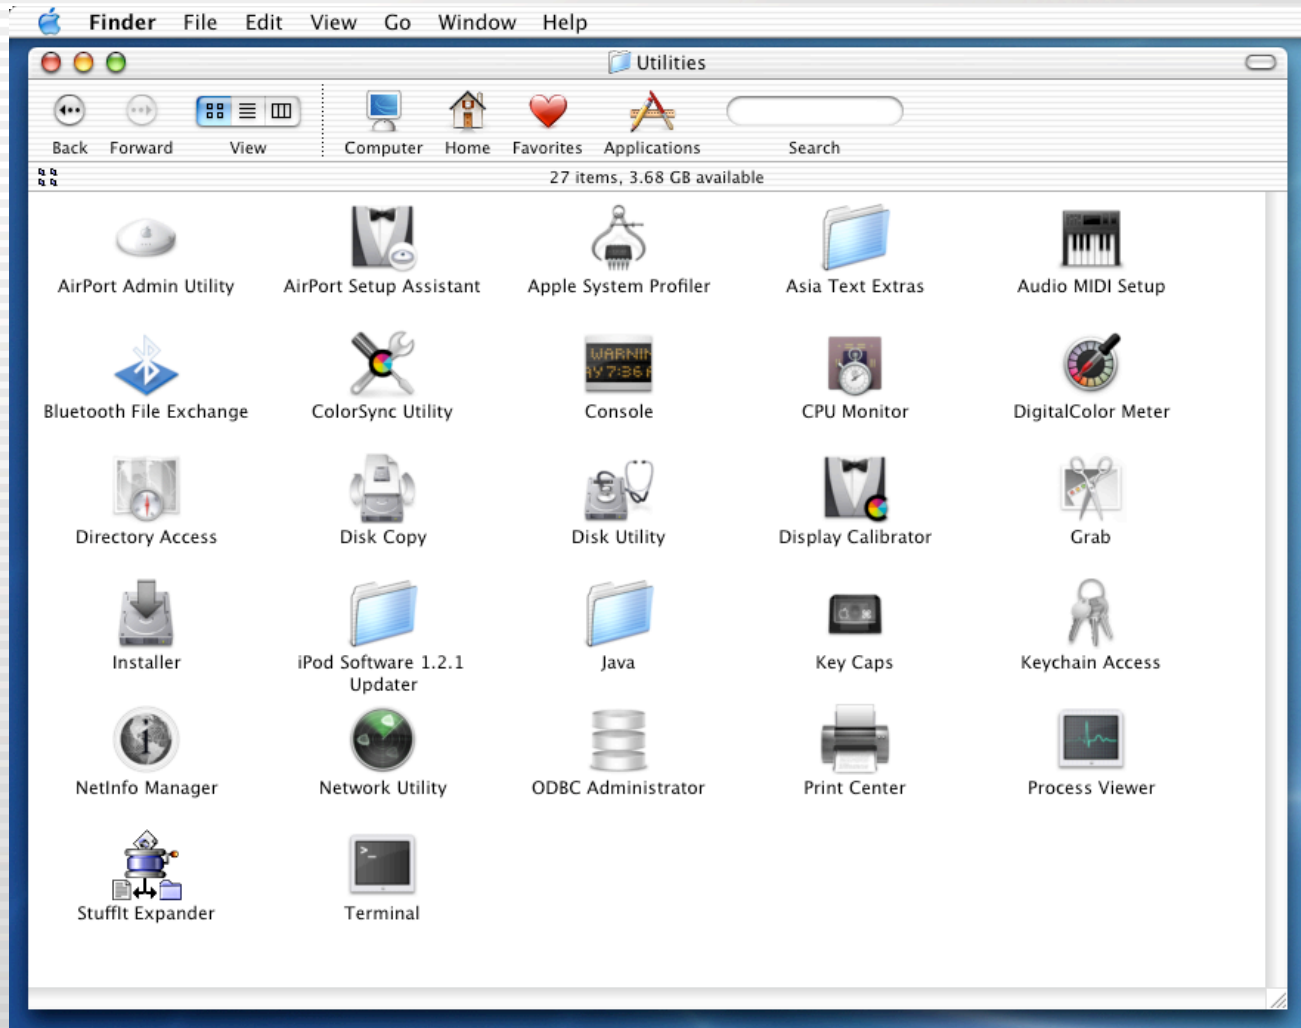 Finder File Edit View Go Window Help
Utilities
Back Forward View Computer Home Favorites Applications Search
27 items, 3.68 GB available
AirPort Admin Utility AirPort Setup Assistant Apple System Profiler Asia Text Extras Audio MIDI Setup
WARNIN
AY 7:36
Bluetooth File Exchange ColorSync Utility Console CPU Monitor DigitalColor Meter
Directory Access Disk Copy Disk Utility Display Calibrator Grab
Installer iPod Software 1.2.1 Java Key Caps Keychain Access
Updater
NetInfo Manager Network Utility ODBC Administrator Print Center Process Viewer
>_
StuffIt Expander Terminal